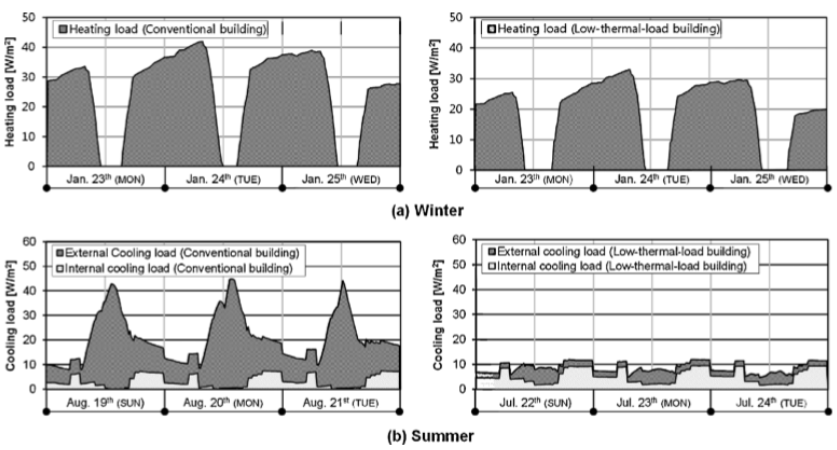 Heating load (Conventional building)
Heating load [W/m²]
50
40
30
20
10
0
Jan. 23th (MON)
Jan. 24th (TUE)
Jan. 25th (WED)
Heating load (Low-thermal-load building)
Heating load [W/m²]
50
40
30
20
10
0
Jan. 23th (MON)
Jan. 24th (TUE)
Jan. 25th (WED)
(a) Winter
External Cooling load (Conventional building)
Internal cooling load (Conventional building)
Cooling load [W/m²]
60
50
40
30
20
10
0
Aug. 19th (SUN)
Aug. 20th (MON)
Aug. 21st (TUE)
External cooling load (Low-thermal-load building)
Internal cooling load (Low-thermal-load building)
Cooling load [W/m²]
60
50
40
30
20
10
0
Jul. 22th (SUN)
Jul. 23th (MON)
Jul. 24th (TUE)
(b) Summer